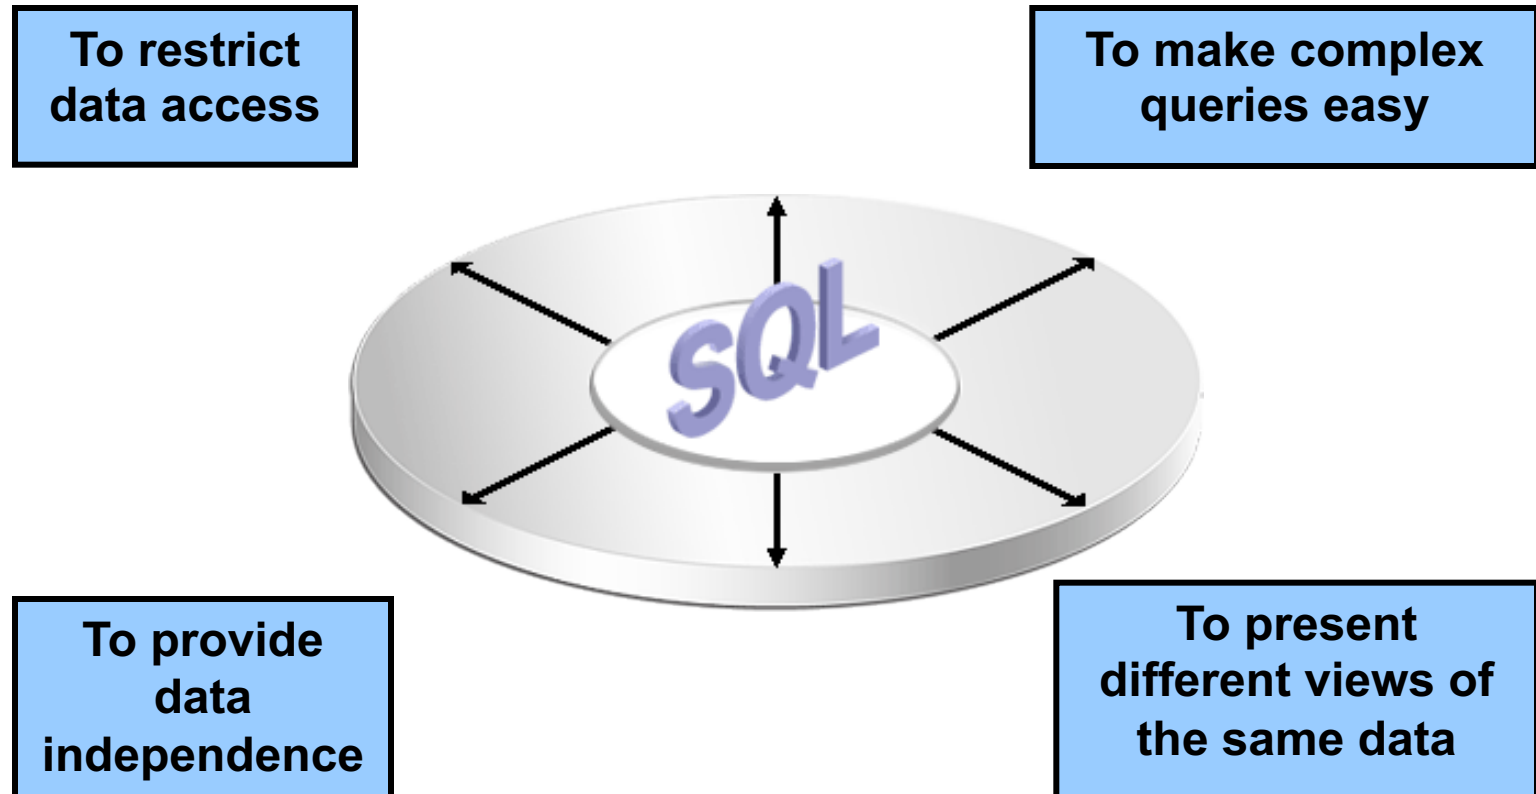 To restrict
data access
To make complex
queries easy
SQL
To provide
data
independence
To present
different views of
the same data